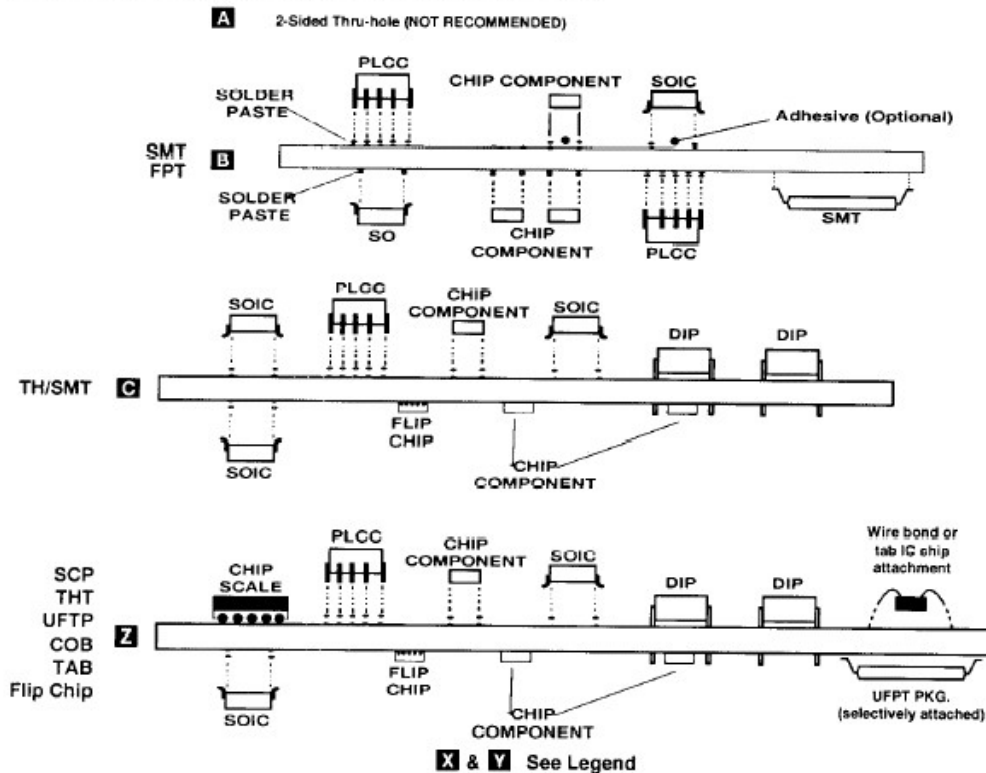 A 2-Sided Thru-hole (NOT RECOMMENDED)
PLCC
CHIP COMPONENT
SOIC
SOLDER
PASTE
Adhesive (Optional)
SMT
FPT
B
SOLDER
PASTE
SO
CHIP
COMPONENT
PLCC
SMT
SOIC
PLCC
CHIP
COMPONENT
SOIC
DIP
DIP
TH/SMT
C
FLIP
CHIP
SOIC
CHIP
COMPONENT
SCP
THT
UFTP
COB
TAB
Flip Chip
Z
CHIP
SCALE
PLCC
CHIP
COMPONENT
SOIC
DIP
DIP
Wire bond or
tab IC chip
attachment
FLIP
CHIP
SOIC
CHIP
COMPONENT
UFPT PKG.
(selectively attached)
X & Y See Legend